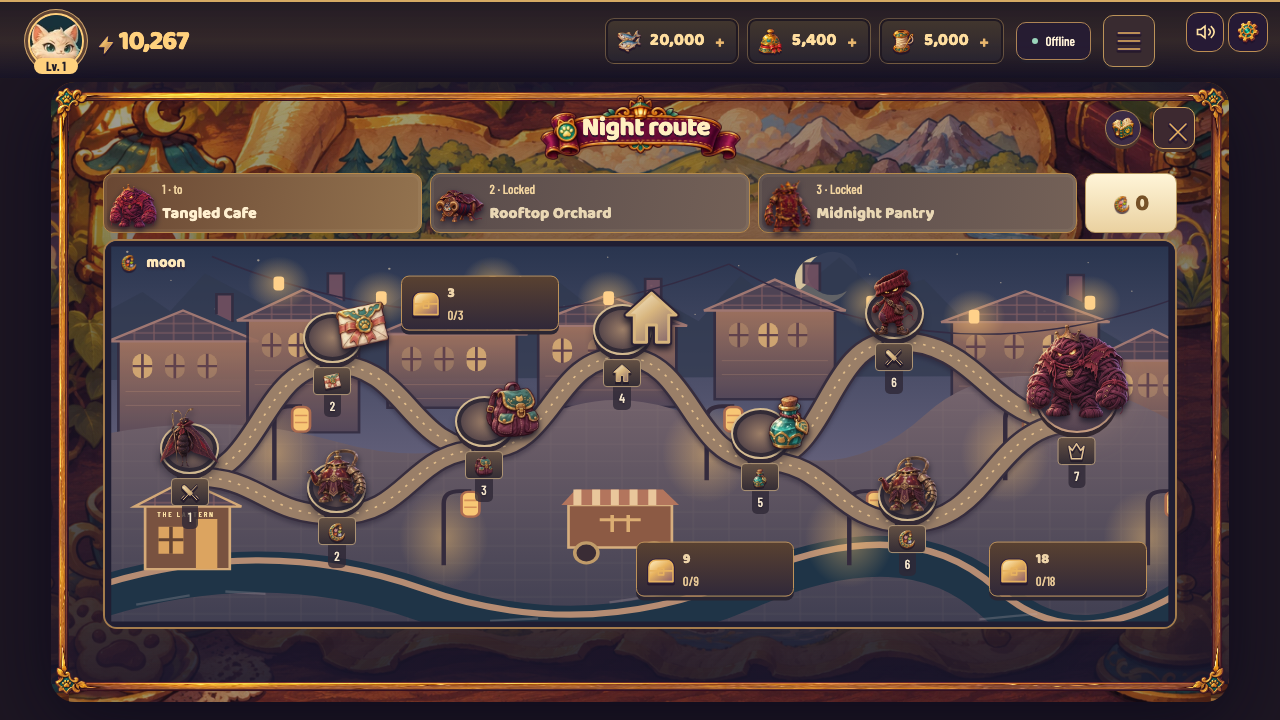 10,267
20,000 +
5,400 +
5,000 +
Offline
Lv. 1
Night route
1 · to
Tangled Cafe
2 · Locked
Rooftop Orchard
3 · Locked
Midnight Pantry
0
moon
3
0/3
2
4
6
3
1
2
5
7
6
9
0/9
18
0/18